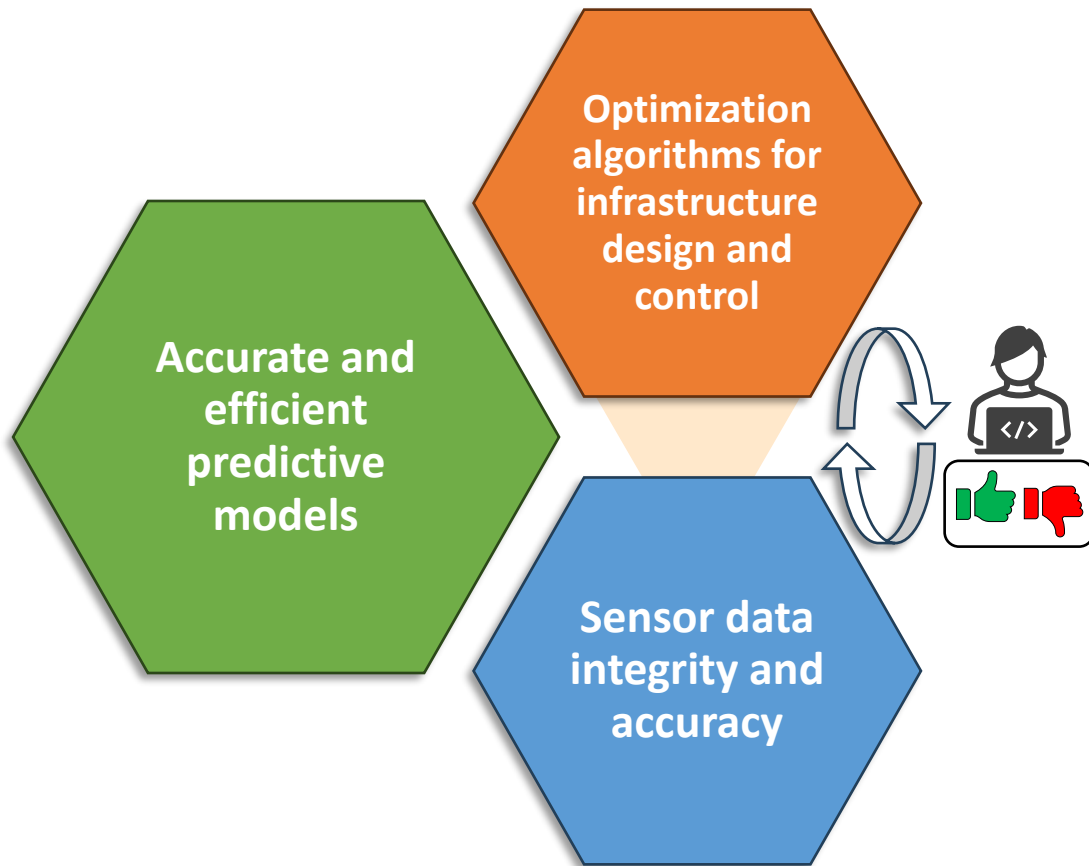 Optimization
algorithms for
infrastructure
design and
control
Accurate and
efficient
predictive
models
</>
Sensor data
integrity and
accuracy